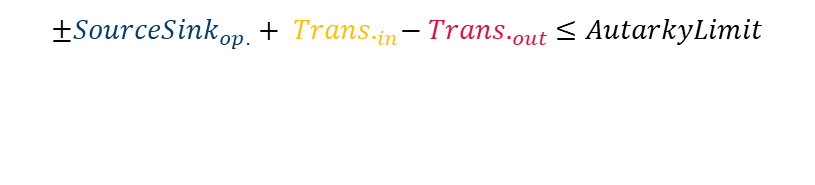 ±SourceSink_op. + Trans._in − Trans._out ≤ AutarkyLimit